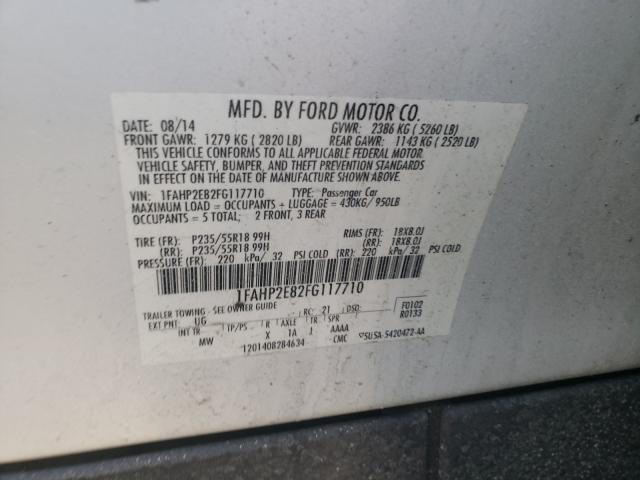 MFD. BY FORD MOTOR CO.
DATE: 08/14 GVWR: 2386 KG ( 5260 LB)
FRONT GAWR: 1279 KG ( 2820 LB) REAR GAWR: 1143 KG ( 2520 LB)
THIS VEHICLE CONFORMS TO ALL APPLICABLE FEDERAL MOTOR
VEHICLE SAFETY, BUMPER, AND THEFT PREVENTION STANDARDS
IN EFFECT ON THE DATE OF MANUFACTURE SHOWN ABOVE.
VIN: 1FAHP2E82FG117710 TYPE: Passenger Car
MAXIMUM LOAD = OCCUPANTS + LUGGAGE = 430KG/ 950LB
OCCUPANTS = 5 TOTAL; 2 FRONT, 3 REAR
TIRE (FR): P235/55R18 99H RIMS (FR): 18X8.0J
(RR): P235/55R18 99H (RR): 18X8.0J
PRESSURE (FR): 220 kPa/ 32 PSI COLD (RR): 220 kPa/ 32 PSI COLD
1FAHP2E82FG117710
TRAILER TOWING - SEE OWNER GUIDE RC: 21 DSO: F0102
EXT PNT: UG R0133
INT TR TP/PS R AXLE TR SPR
MW X 1A J AAAA
1201408284634 CMC 5U5A-5420472-AA